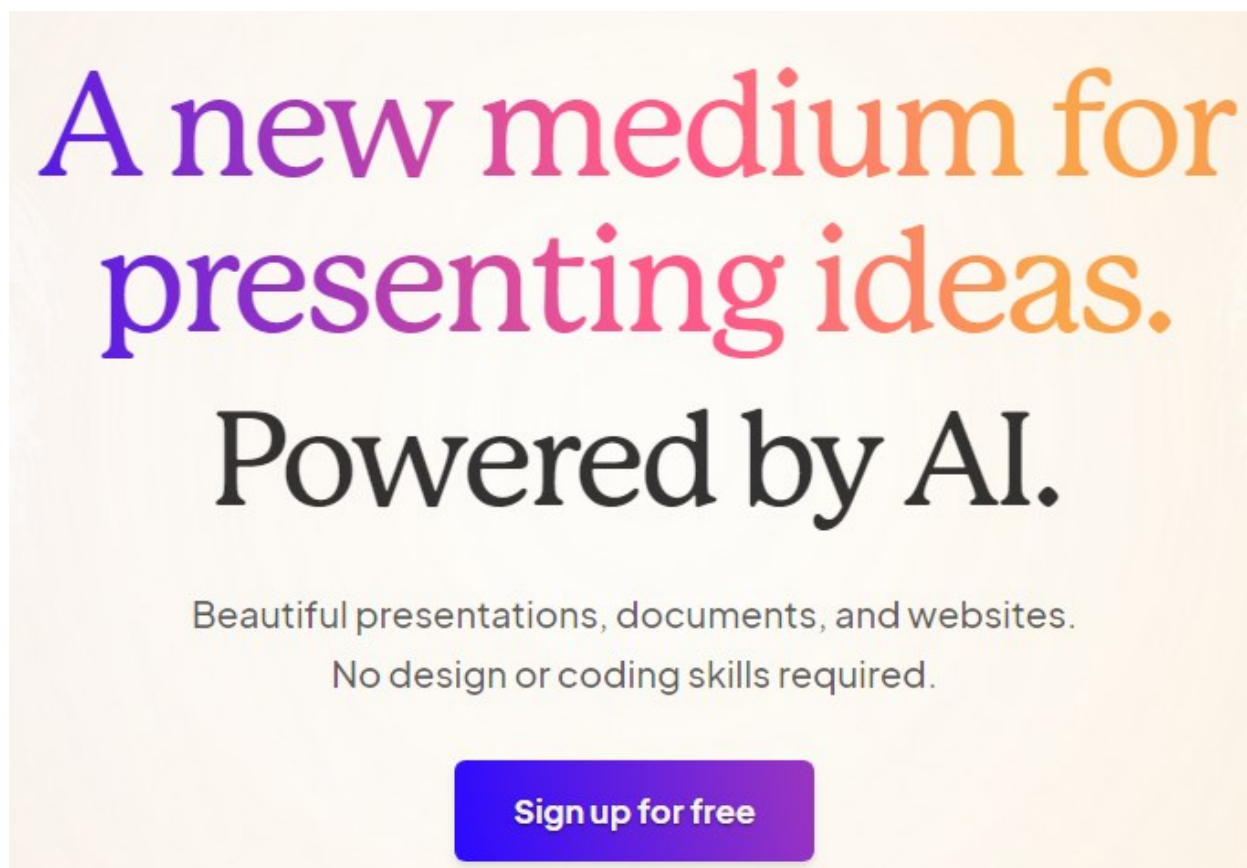 A new medium for
presenting ideas.
Powered by AI.
Beautiful presentations, documents, and websites.
No design or coding skills required.
Sign up for free